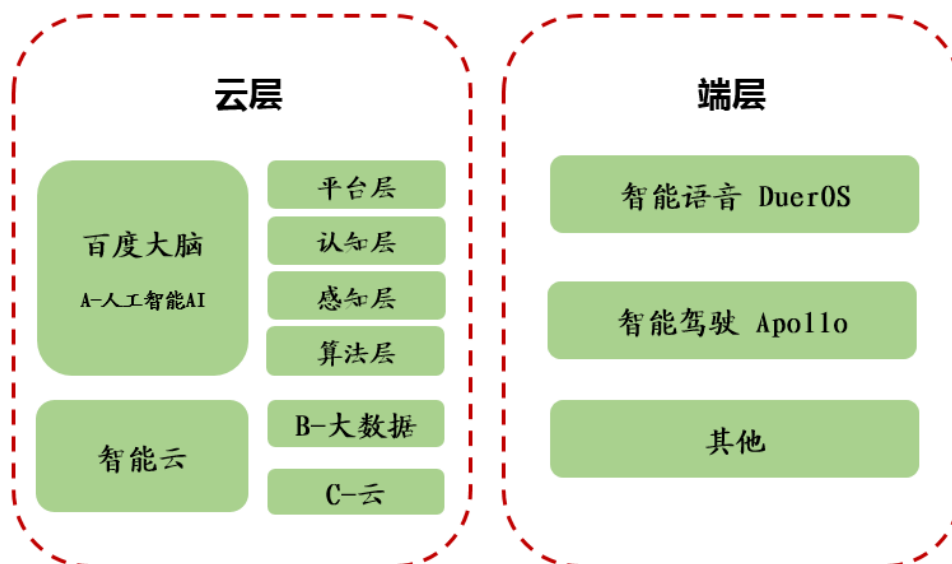 云层
百度大脑
A-人工智能AI
平台层
认知层
感知层
算法层
智能云
B-大数据
C-云
端层
智能语音 DuerOS
智能驾驶 Apollo
其他